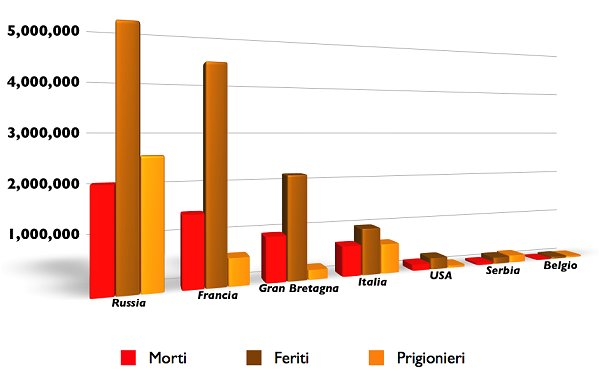 5,000,000
4,000,000
3,000,000
2,000,000
1,000,000
Russia
Francia
Gran Bretagna
Italia
USA
Serbia
Belgio
Morti
Feriti
Prigionieri